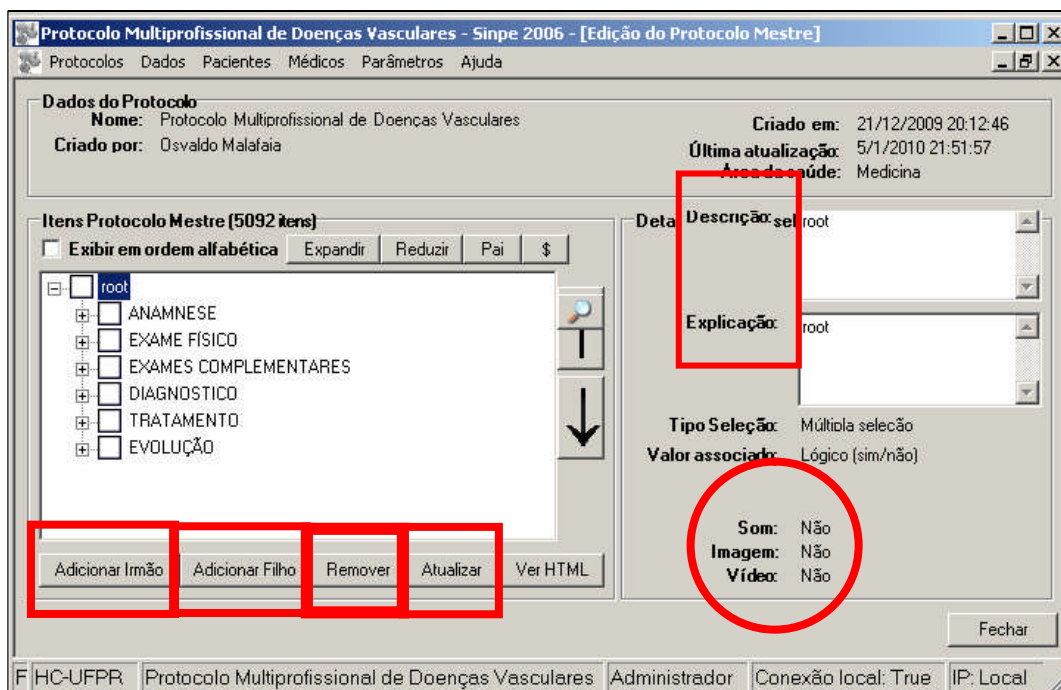 Protocolo Multiprofissional de Doenças Vasculares - Sinpe 2006 - [Edição do Protocolo Mestre]
Protocolos Dados Pacientes Médicos Parâmetros Ajuda
Dados do Protocolo
Nome: Protocolo Multiprofissional de Doenças Vasculares
Criado por: Osvaldo Malafaia
Criado em: 21/12/2009 20:12:46
Última atualização: 5/1/2010 21:51:57
Área da saúde: Medicina
Itens Protocolo Mestre (5092 itens)
Exibir em ordem alfabética Expandir Reduzir Pai $
root
ANAMNESE
EXAME FÍSICO
EXAMES COMPLEMENTARES
DIAGNOSTICO
TRATAMENTO
EVOLUÇÃO
Adicionar Irmão Adicionar Filho Remover Atualizar Ver HTML
Deta Descrição: sel root
Explicação: root
Tipo Seleção: Múltipla seleção
Valor associado: Lógico (sim/não)
Som: Não
Imagem: Não
Vídeo: Não
Fechar
F HC-UFPR Protocolo Multiprofissional de Doenças Vasculares Administrador Conexão local: True IP: Local